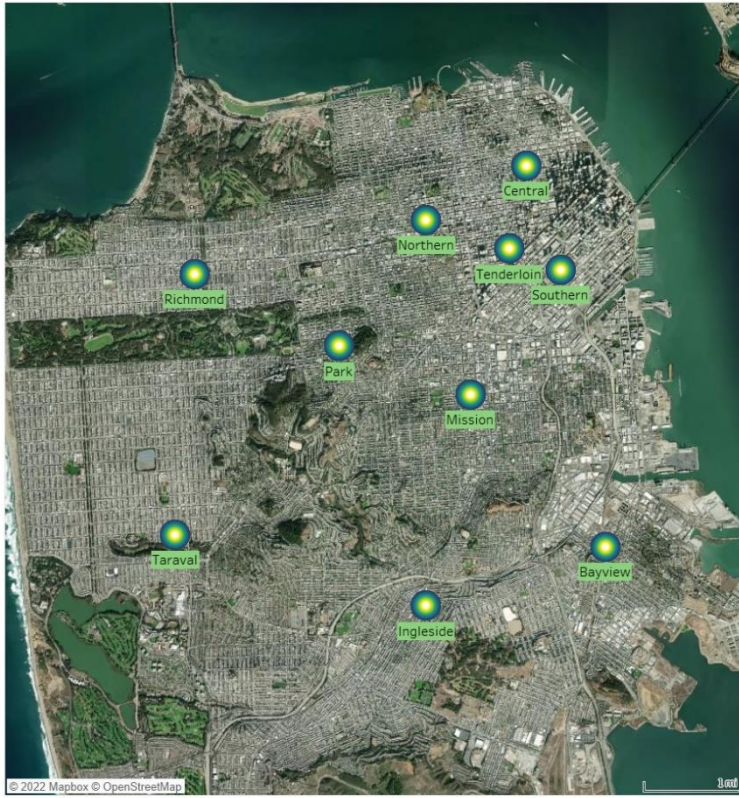 Central
Northern
Tenderloin
Southern
Richmond
Park
Mission
Taraval
Bayview
Ingleside
© 2022 Mapbox © OpenStreetMap
1 mi